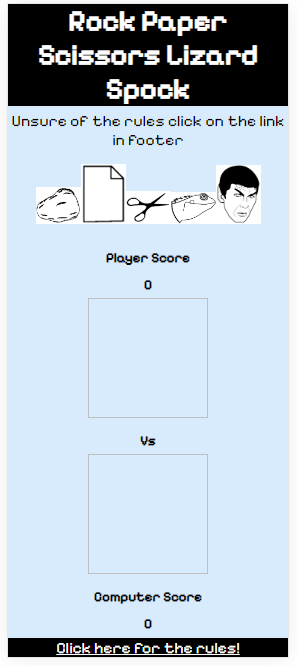 Rock Paper
Scissors Lizard
Spock
Unsure of the rules click on the link
in footer
Player Score
0
Vs
Computer Score
0
Click here for the rules!